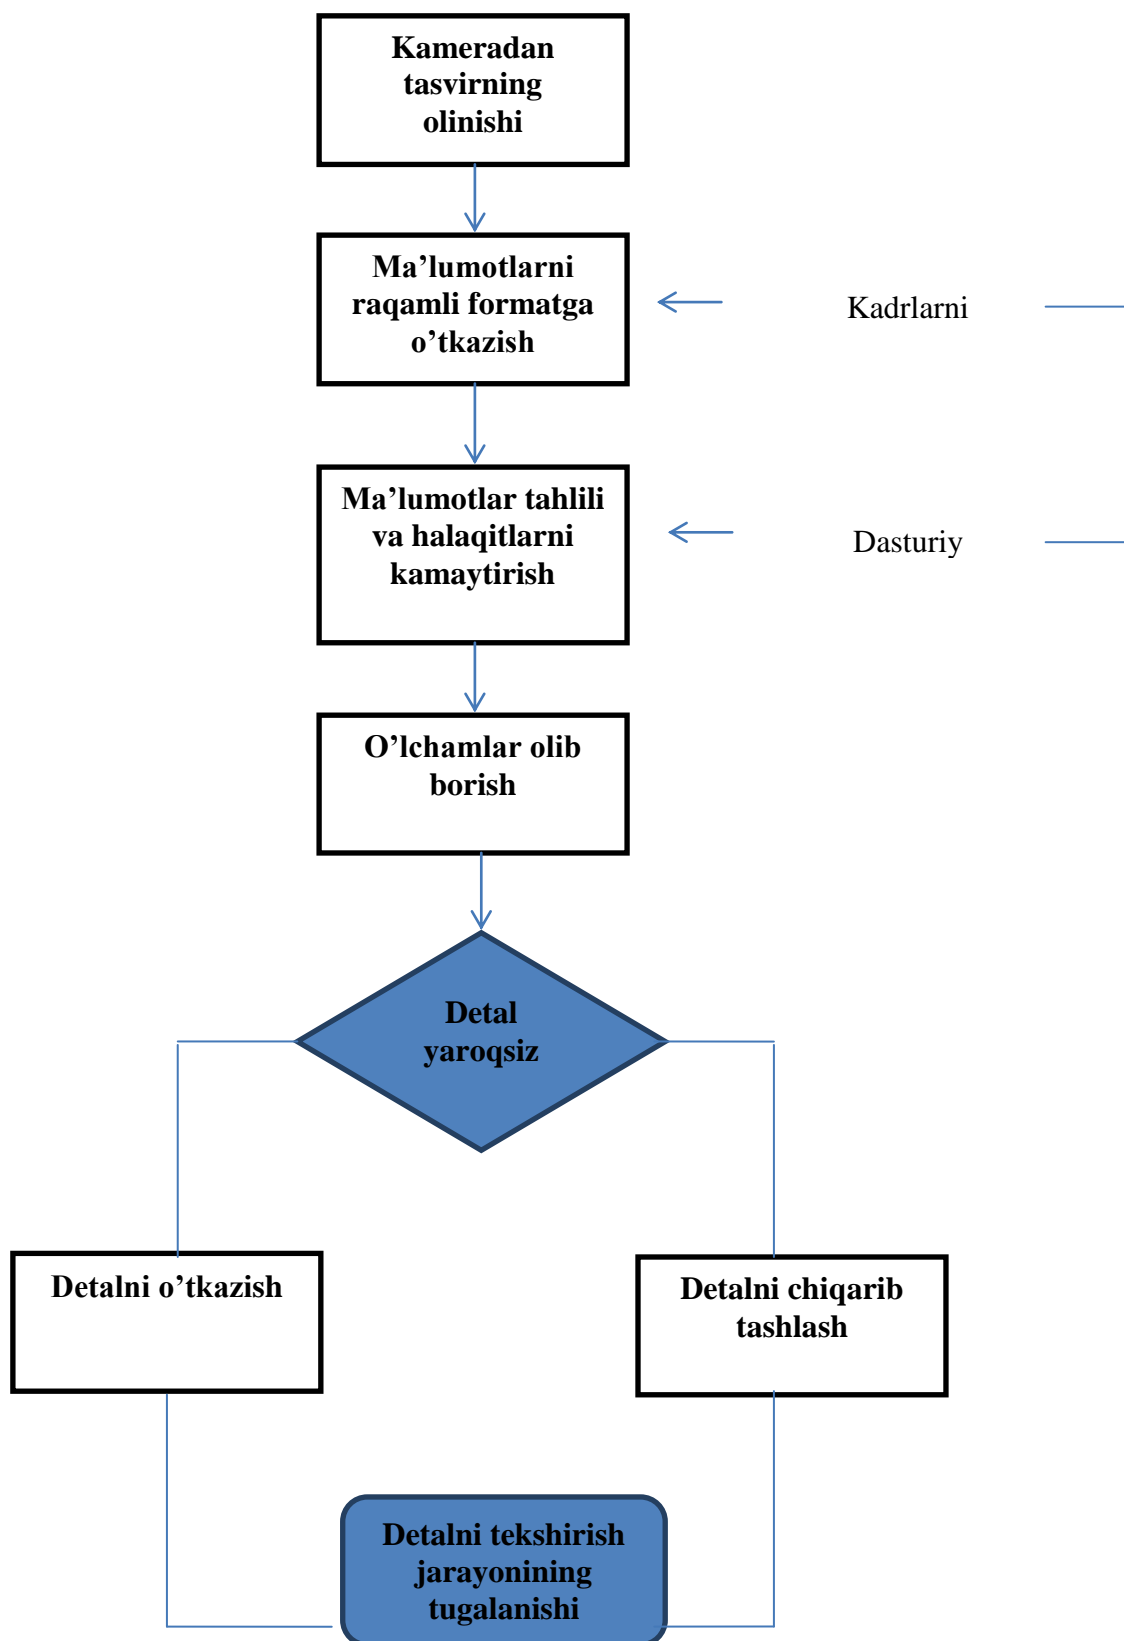 Kameradan
tasvirning
olinishi
Ma’lumotlarni
raqamli formatga
o’tkazish
Kadrlarni
Ma’lumotlar tahlili
va halaqitlarni
kamaytirish
Dasturiy
O’lchamlar olib
borish
Detal
yaroqsiz
Detalni o’tkazish
Detalni chiqarib
tashlash
Detalni tekshirish
jarayonining
tugalanishi